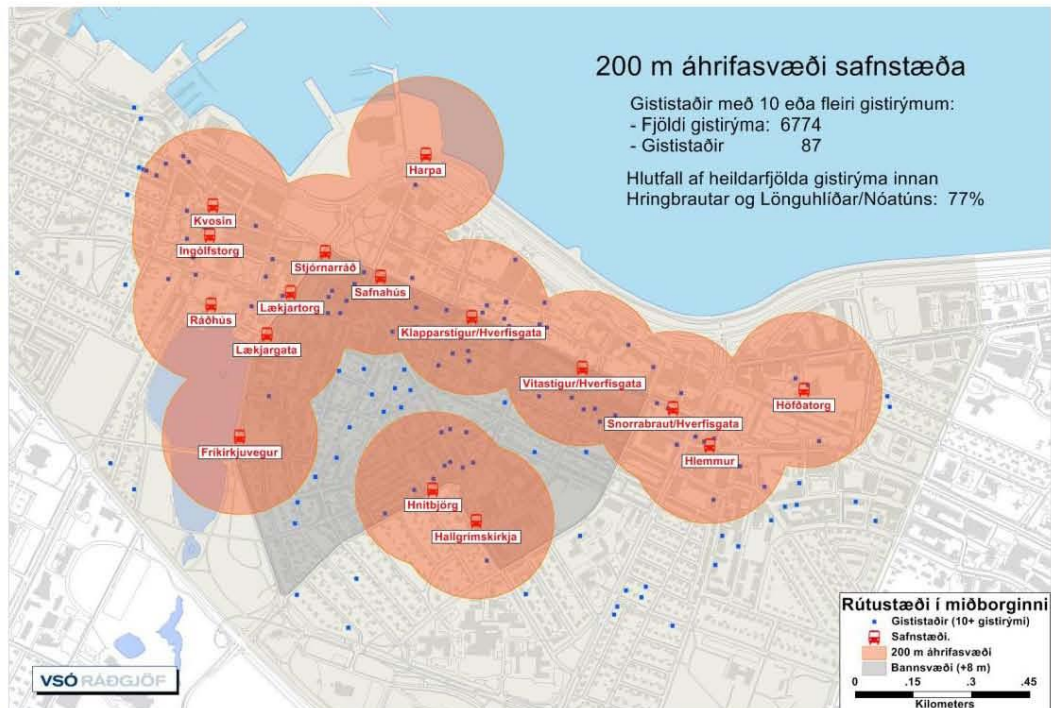 200 m áhrifasvæði safnstæða
Gististaðir með 10 eða fleiri gistirýmum:
- Fjöldi gistirýma: 6774
- Gististaðir 87
Hlutfall af heildarfjölda gistirýma innan
Hringbrautar og Lönguhlíðar/Nóatúns: 77%
Harpa
Kvosin
Ingólfstorg
Stjórnarráð
Safnahús
Lækjartorg
Ráðhús
Klapparstígur/Hverfisgata
Lækjargata
Vitastígur/Hverfisgata
Höfðatorg
Snorrabraut/Hverfisgata
Fríkirkjuvegur
Hlemmur
Hnitbjörg
Hallgrímskirkja
Rútustæði í miðborginni
Gististaðir (10+ gistirými)
Safnstæði.
200 m áhrifasvæði
Bannsvæði (+8 m)
0 .15 .3 .45
Kilometers
VSÓ RÁÐGJÖF